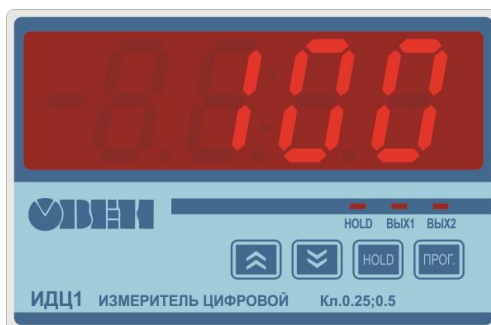 100
ОВЕН
HOLD ВЫХ1 ВЫХ2
HOLD ПРОГ.
ИДЦ1 ИЗМЕРИТЕЛЬ ЦИФРОВОЙ Кл.0.25;0.5